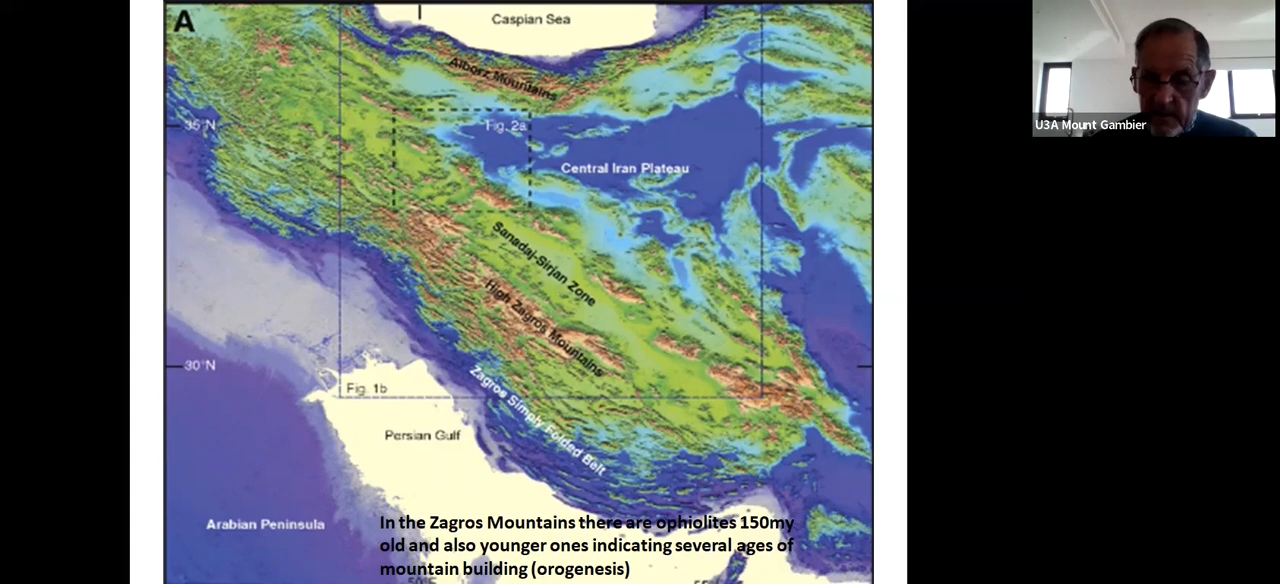 A
Caspian Sea
Alborz Mountains
35°N
Fig. 2a
Central Iran Plateau
Sanadaj-Sirjan Zone
High Zagros Mountains
30°N
Fig. 1b
Zagros Simply Folded Belt
Persian Gulf
Arabian Peninsula
In the Zagros Mountains there are ophiolites 150my
old and also younger ones indicating several ages of
mountain building (orogenesis)
U3A Mount Gambier